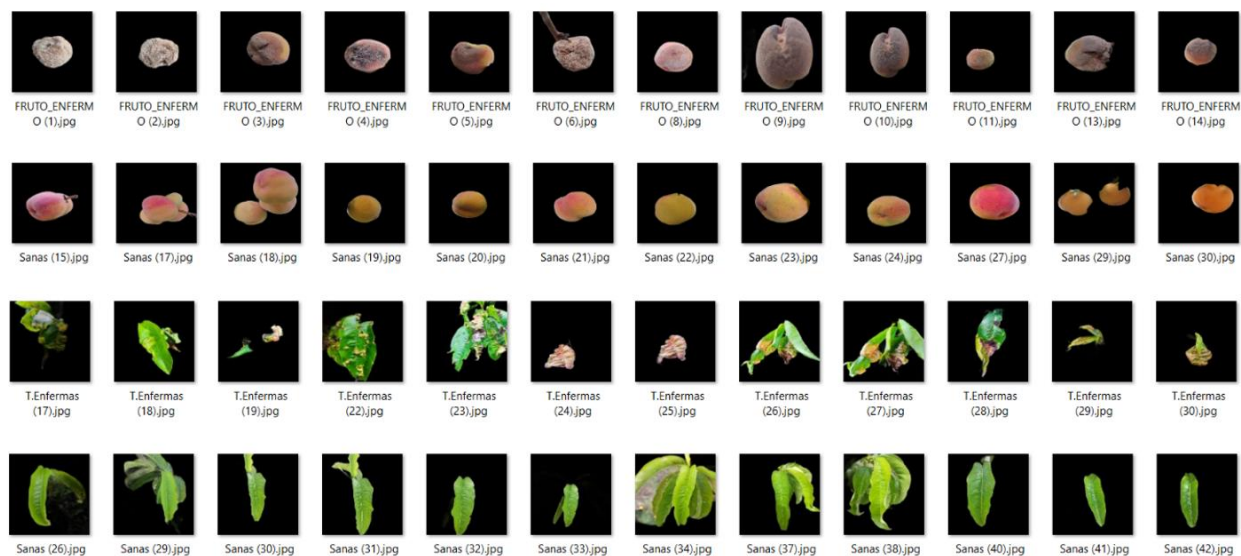 FRUTO_ENFERM FRUTO_ENFERM FRUTO_ENFERM FRUTO_ENFERM FRUTO_ENFERM FRUTO_ENFERM FRUTO_ENFERM FRUTO_ENFERM FRUTO_ENFERM FRUTO_ENFERM FRUTO_ENFERM FRUTO_ENFERM
O (1).jpg O (2).jpg O (3).jpg O (4).jpg O (5).jpg O (6).jpg O (8).jpg O (9).jpg O (10).jpg O (11).jpg O (13).jpg O (14).jpg
Sanas (15).jpg Sanas (17).jpg Sanas (18).jpg Sanas (19).jpg Sanas (20).jpg Sanas (21).jpg Sanas (22).jpg Sanas (23).jpg Sanas (24).jpg Sanas (27).jpg Sanas (29).jpg Sanas (30).jpg
T.Enfermas T.Enfermas T.Enfermas T.Enfermas T.Enfermas T.Enfermas T.Enfermas T.Enfermas T.Enfermas T.Enfermas T.Enfermas T.Enfermas
(17).jpg (18).jpg (19).jpg (22).jpg (23).jpg (24).jpg (25).jpg (26).jpg (27).jpg (28).jpg (29).jpg (30).jpg
Sanas (26).jpg Sanas (29).jpg Sanas (30).jpg Sanas (31).jpg Sanas (32).jpg Sanas (33).jpg Sanas (34).jpg Sanas (37).jpg Sanas (38).jpg Sanas (40).jpg Sanas (41).jpg Sanas (42).jpg